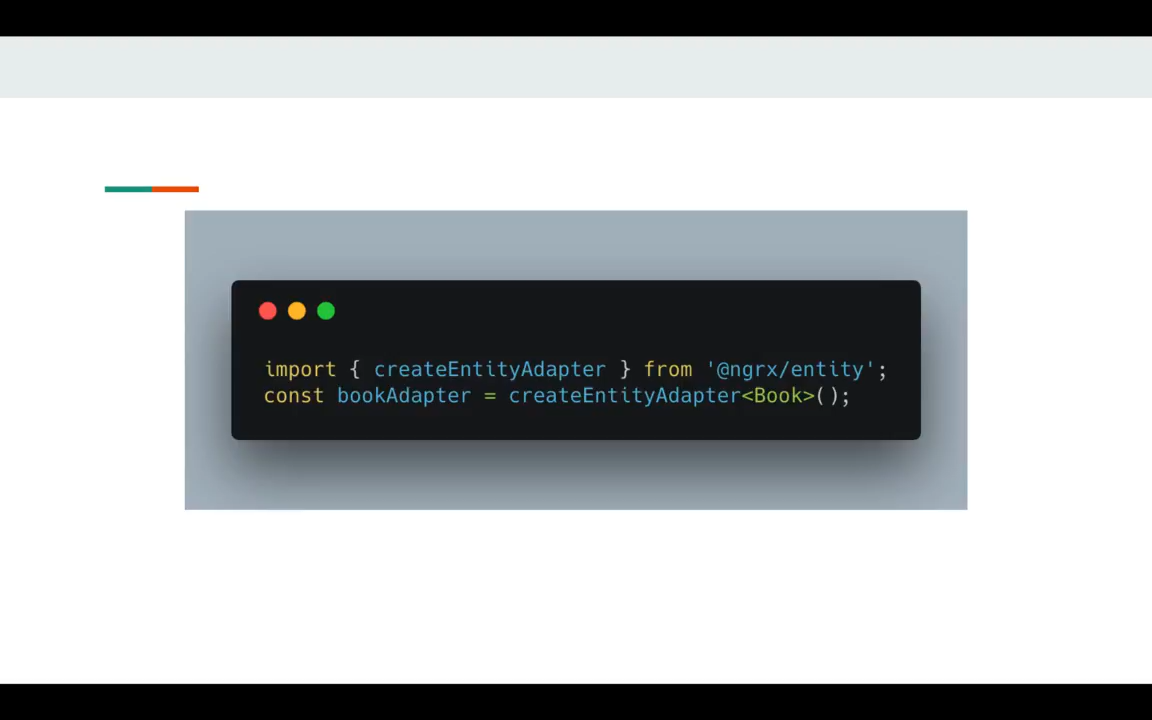 import { createEntityAdapter } from '@ngrx/entity';
const bookAdapter = createEntityAdapter<Book>();